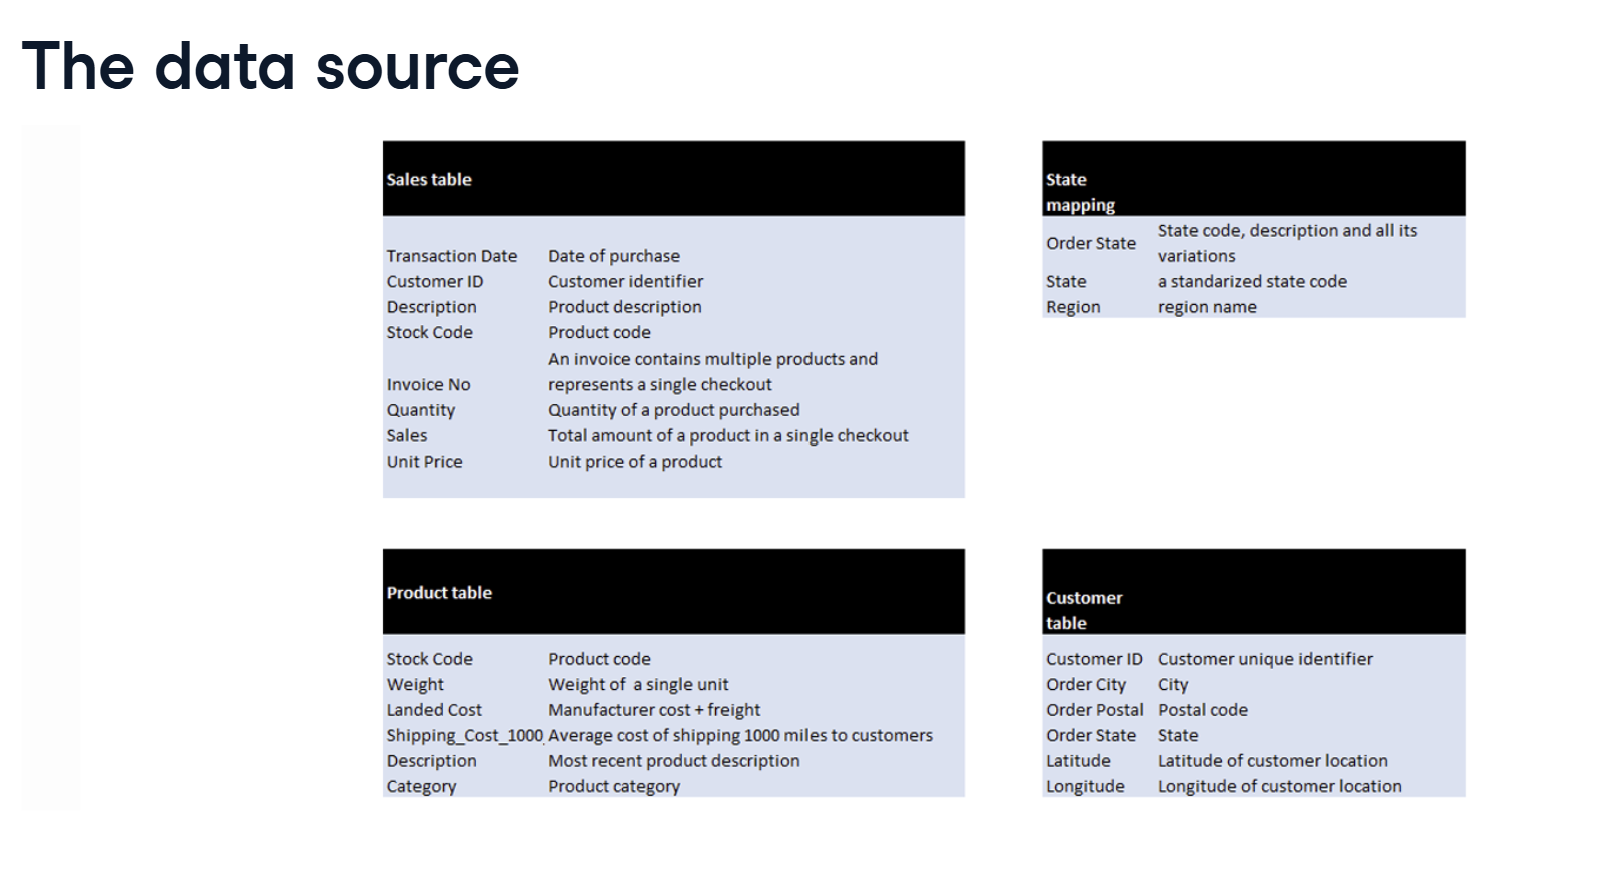 The data source
Sales table
Transaction Date Date of purchase
Customer ID Customer identifier
Description Product description
Stock Code Product code
An invoice contains multiple products and
Invoice No represents a single checkout
Quantity Quantity of a product purchased
Sales Total amount of a product in a single checkout
Unit Price Unit price of a product
State
mapping
State code, description and all its
Order State
variations
State a standarized state code
Region region name
Product table
Stock Code Product code
Weight Weight of a single unit
Landed Cost Manufacturer cost + freight
Shipping_Cost_1000 Average cost of shipping 1000 miles to customers
Description Most recent product description
Category Product category
Customer
table
Customer ID Customer unique identifier
Order City City
Order Postal Postal code
Order State State
Latitude Latitude of customer location
Longitude Longitude of customer location